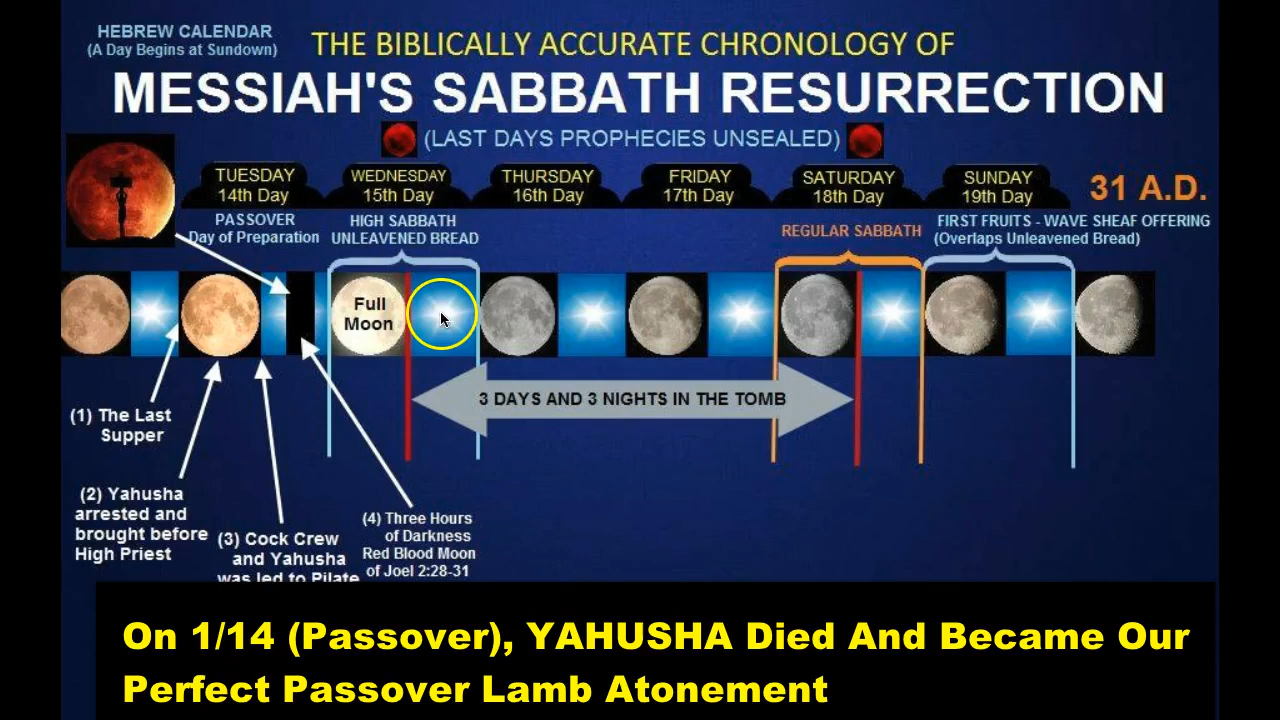 HEBREW CALENDAR
(A Day Begins at Sundown)
THE BIBLICALLY ACCURATE CHRONOLOGY OF
MESSIAH'S SABBATH RESURRECTION
(LAST DAYS PROPHECIES UNSEALED)
TUESDAY
14th Day
WEDNESDAY
15th Day
THURSDAY
16th Day
FRIDAY
17th Day
SATURDAY
18th Day
SUNDAY
19th Day
31 A.D.
PASSOVER
Day of Preparation
HIGH SABBATH
UNLEAVENED BREAD
REGULAR SABBATH
FIRST FRUITS - WAVE SHEAF OFFERING
(Overlaps Unleavened Bread)
Full
Moon
3 DAYS AND 3 NIGHTS IN THE TOMB
(1) The Last
Supper
(2) Yahusha
arrested and
brought before
High Priest
(3) Cock Crew
and Yahusha
was led to Pilate
(4) Three Hours
of Darkness
Red Blood Moon
of Joel 2:28-31
On 1/14 (Passover), YAHUSHA Died And Became Our
Perfect Passover Lamb Atonement